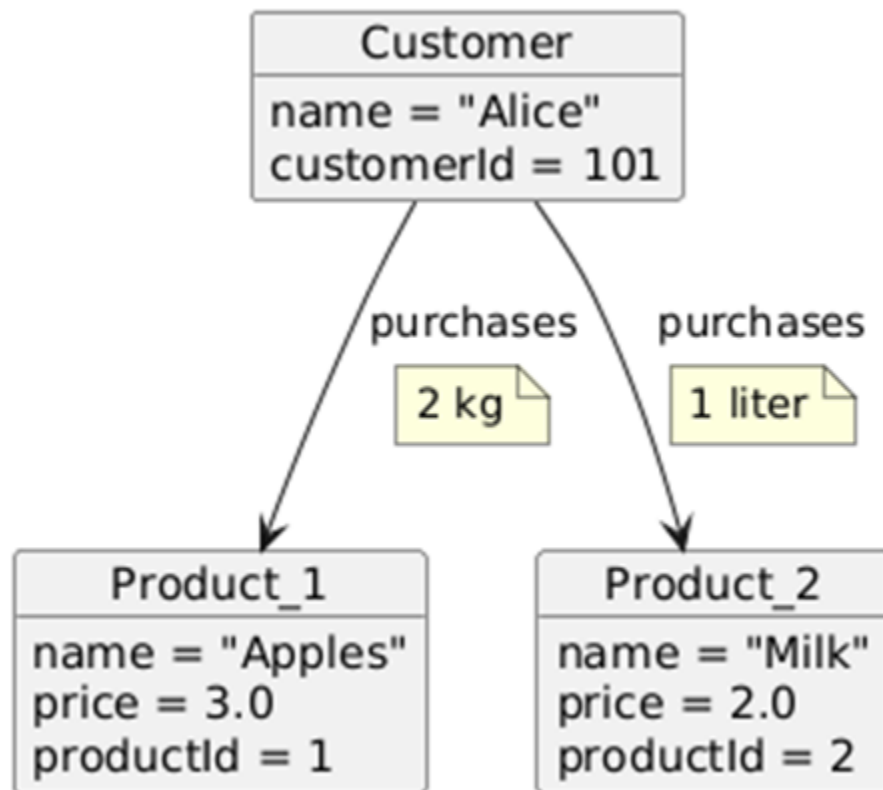 Customer
name = "Alice"
customerId = 101
purchases
2 kg
purchases
1 liter
Product_1
name = "Apples"
price = 3.0
productId = 1
Product_2
name = "Milk"
price = 2.0
productId = 2